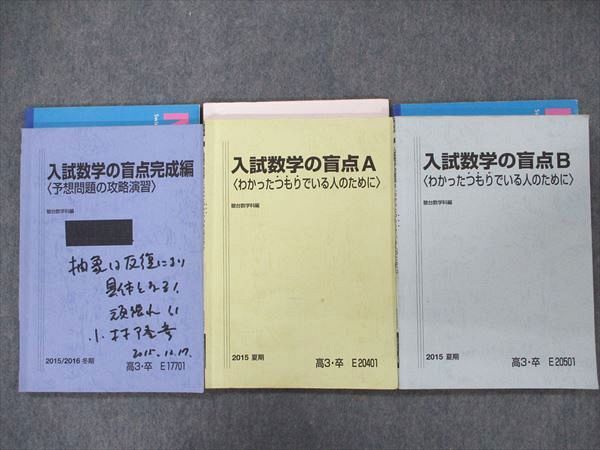 入試数学の盲点完成編
〈予想問題の攻略演習〉
駿台数学科編
抽象は反復により
具体となる!
頑張れ!!
2015.12.17.
2015/2016 冬期
高3・卒 E17701
入試数学の盲点A
〈わかったつもりでいる人のために〉
駿台数学科編
2015 夏期
高3・卒 E20401
入試数学の盲点B
〈わかったつもりでいる人のために〉
駿台数学科編
2015 夏期
高3・卒 E20501